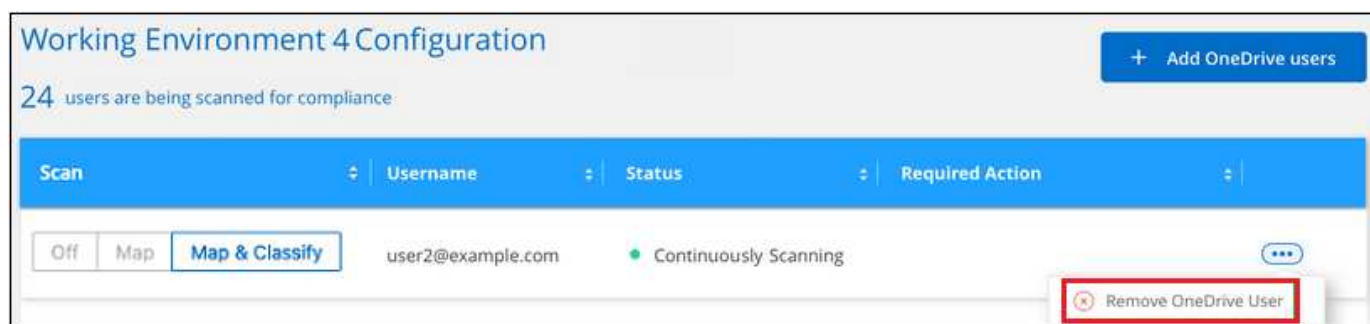 Working Environment 4 Configuration
+ Add OneDrive users
24 users are being scanned for compliance
Scan Username Status Required Action
Off Map Map & Classify user2@example.com Continuously Scanning
Remove OneDrive User